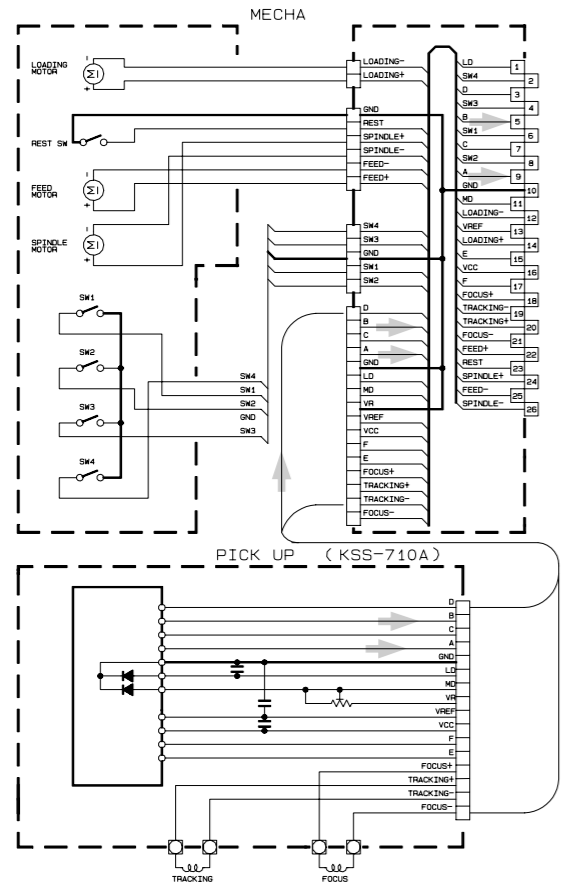 MECHA
LOADING
MOTOR
REST SW
FEED
MOTOR
SPINDLE
MOTOR
SW1
SW2
SW3
SW4
SW4
SW1
SW2
GND
SW3
LOADING-
LOADING+
GND
REST
SPINDLE+
SPINDLE-
FEED-
FEED+
SW4
SW3
GND
SW1
SW2
D
B
C
A
GND
LD
MD
VR
VREF
VCC
F
E
FOCUS+
TRACKING+
TRACKING-
FOCUS-
LD 1
SW4 2
D 3
SW3 4
B 5
SW1 6
C 7
SW2 8
A 9
GND 10
MD 11
LOADING- 12
VREF 13
LOADING+ 14
E 15
VCC 16
F 17
FOCUS+ 18
TRACKING- 19
TRACKING+ 20
FOCUS- 21
FEED+ 22
REST 23
SPINDLE+ 24
FEED- 25
SPINDLE- 26
PICK UP (KSS-710A)
D
B
C
A
GND
LD
MD
VR
VREF
VCC
F
E
FOCUS+
TRACKING+
TRACKING-
FOCUS-
TRACKING
FOCUS